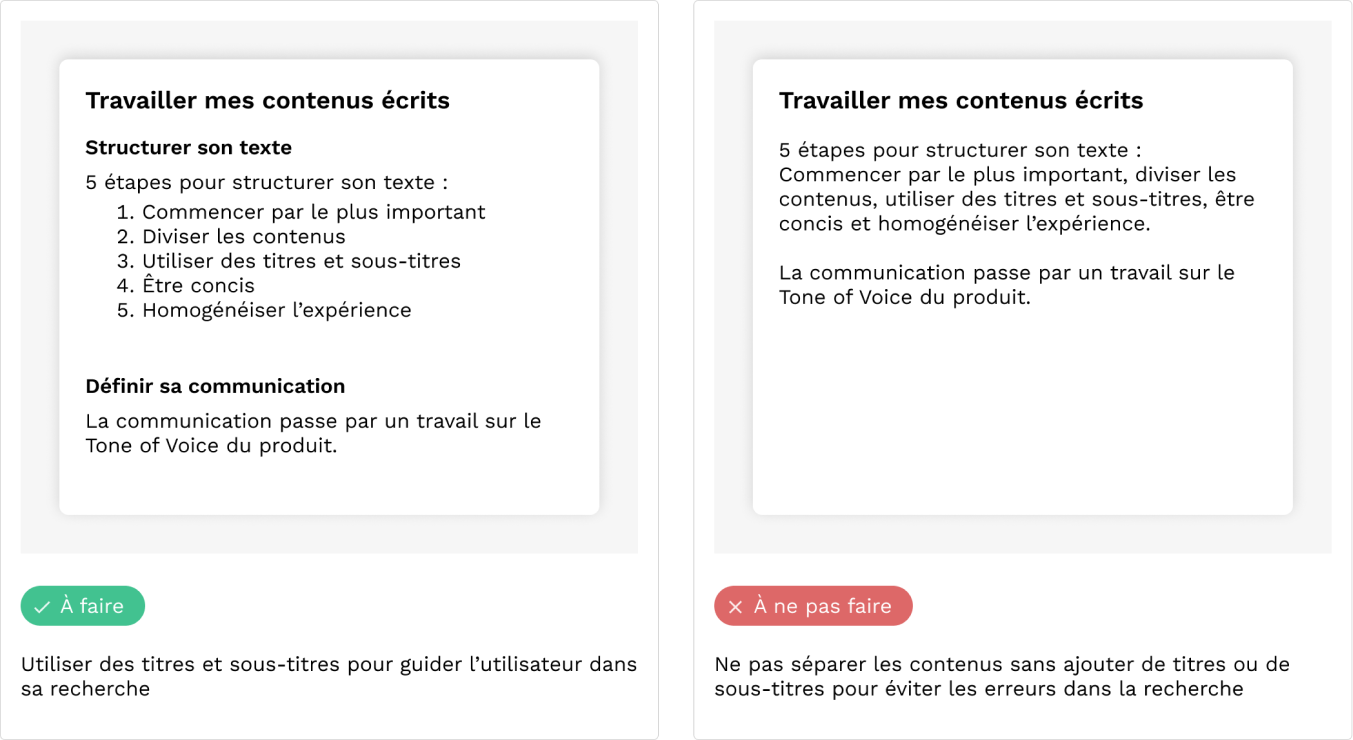 Travailler mes contenus écrits
Structurer son texte
5 étapes pour structurer son texte :
1. Commencer par le plus important
2. Diviser les contenus
3. Utiliser des titres et sous-titres
4. Être concis
5. Homogénéiser l’expérience
Définir sa communication
La communication passe par un travail sur le
Tone of Voice du produit.
À faire
Utiliser des titres et sous-titres pour guider l’utilisateur dans
sa recherche
Travailler mes contenus écrits
5 étapes pour structurer son texte :
Commencer par le plus important, diviser les
contenus, utiliser des titres et sous-titres, être
concis et homogénéiser l’expérience.
La communication passe par un travail sur le
Tone of Voice du produit.
À ne pas faire
Ne pas séparer les contenus sans ajouter de titres ou de
sous-titres pour éviter les erreurs dans la recherche